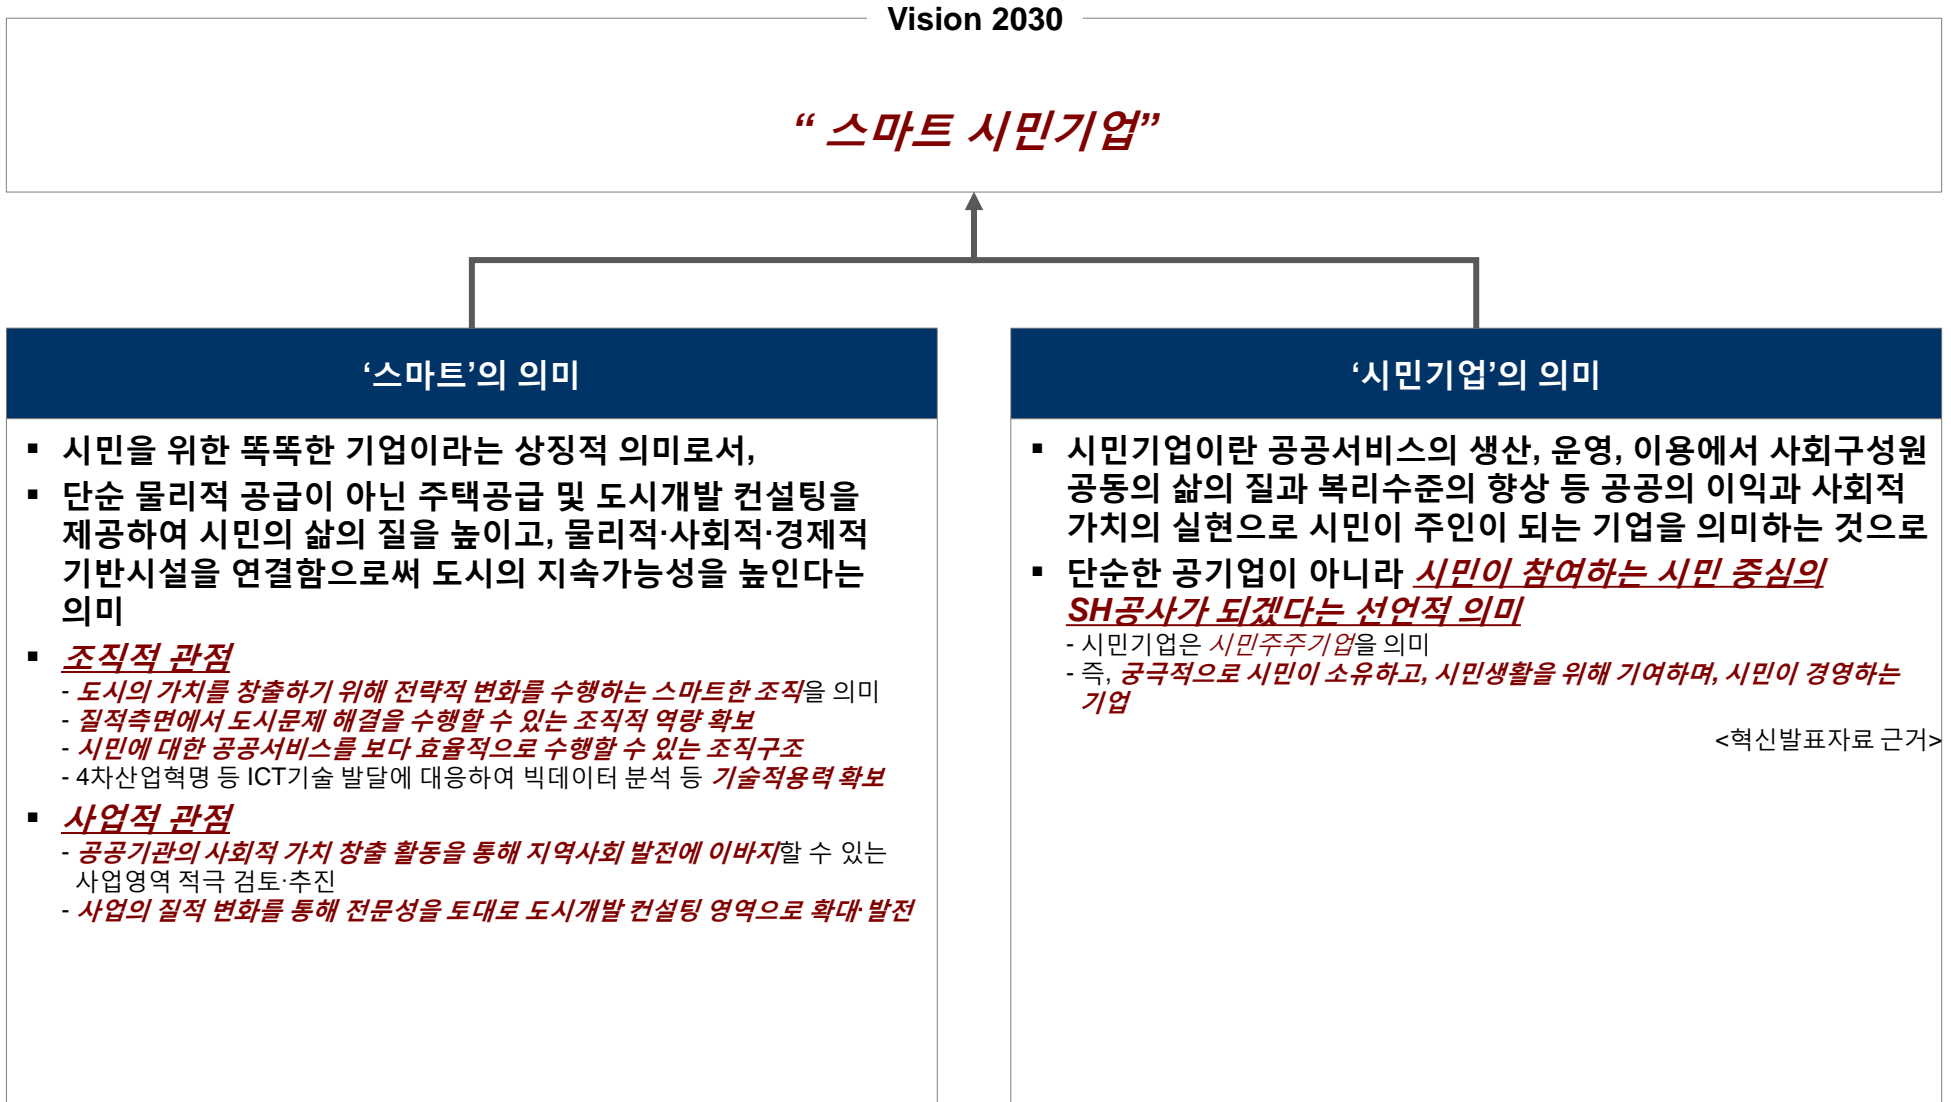 Vision 2030
“ 스마트 시민기업”
‘스마트’의 의미
▪ 시민을 위한 똑똑한 기업이라는 상징적 의미로서,
▪ 단순 물리적 공급이 아닌 주택공급 및 도시개발 컨설팅을
제공하여 시민의 삶의 질을 높이고, 물리적·사회적·경제적
기반시설을 연결함으로써 도시의 지속가능성을 높인다는
의미
▪ 조직적 관점
- 도시의 가치를 창출하기 위해 전략적 변화를 수행하는 스마트한 조직을 의미
- 질적측면에서 도시문제 해결을 수행할 수 있는 조직적 역량 확보
- 시민에 대한 공공서비스를 보다 효율적으로 수행할 수 있는 조직구조
- 4차산업혁명 등 ICT기술 발달에 대응하여 빅데이터 분석 등 기술적용력 확보
▪ 사업적 관점
- 공공기관의 사회적 가치 창출 활동을 통해 지역사회 발전에 이바지할 수 있는
사업영역 적극 검토·추진
- 사업의 질적 변화를 통해 전문성을 토대로 도시개발 컨설팅 영역으로 확대·발전
‘시민기업’의 의미
▪ 시민기업이란 공공서비스의 생산, 운영, 이용에서 사회구성원
공동의 삶의 질과 복리수준의 향상 등 공공의 이익과 사회적
가치의 실현으로 시민이 주인이 되는 기업을 의미하는 것으로
▪ 단순한 공기업이 아니라 시민이 참여하는 시민 중심의
SH공사가 되겠다는 선언적 의미
- 시민기업은 시민주주기업을 의미
- 즉, 궁극적으로 시민이 소유하고, 시민생활을 위해 기여하며, 시민이 경영하는
기업
<혁신발표자료 근거>